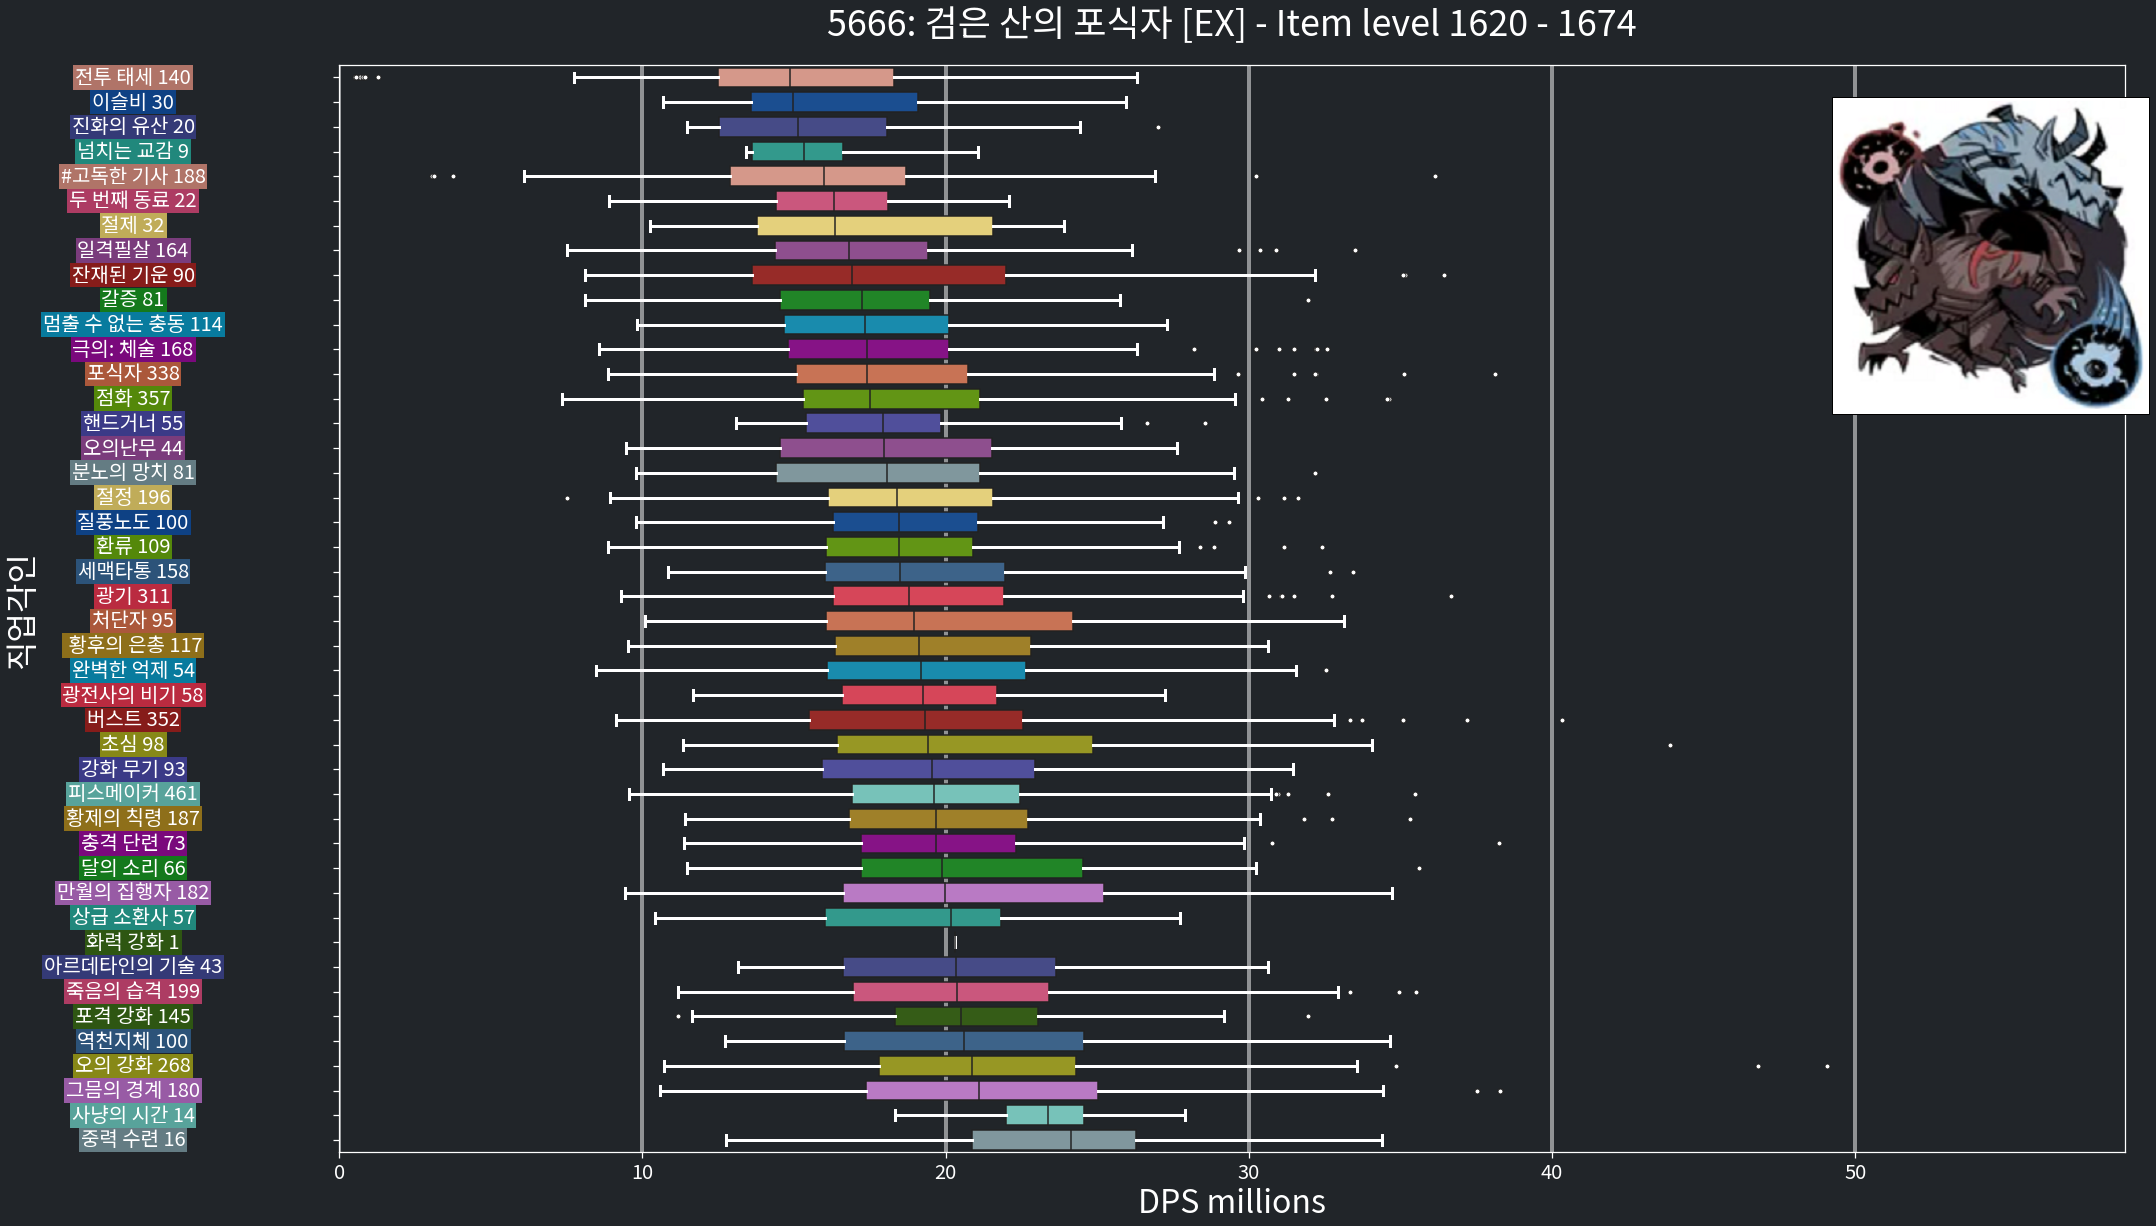 5666: 검은 산의 포식자 [EX] - Item level 1620 - 1674
직업각인
전투 태세 140
이슬비 30
진화의 유산 20
넘치는 교감 9
#고독한 기사 188
두 번째 동료 22
절제 32
일격필살 164
잔재된 기운 90
갈증 81
멈출 수 없는 충동 114
극의: 체술 168
포식자 338
점화 357
핸드거너 55
오의난무 44
분노의 망치 81
절정 196
질풍노도 100
환류 109
세맥타통 158
광기 311
처단자 95
황후의 은총 117
완벽한 억제 54
광전사의 비기 58
버스트 352
초심 98
강화 무기 93
피스메이커 461
황제의 칙령 187
충격 단련 73
달의 소리 66
만월의 집행자 182
상급 소환사 57
화력 강화 1
아르데타인의 기술 43
죽음의 습격 199
포격 강화 145
역천지체 100
오의 강화 268
그믐의 경계 180
사냥의 시간 14
중력 수련 16
0 10 20 30 40 50
DPS millions